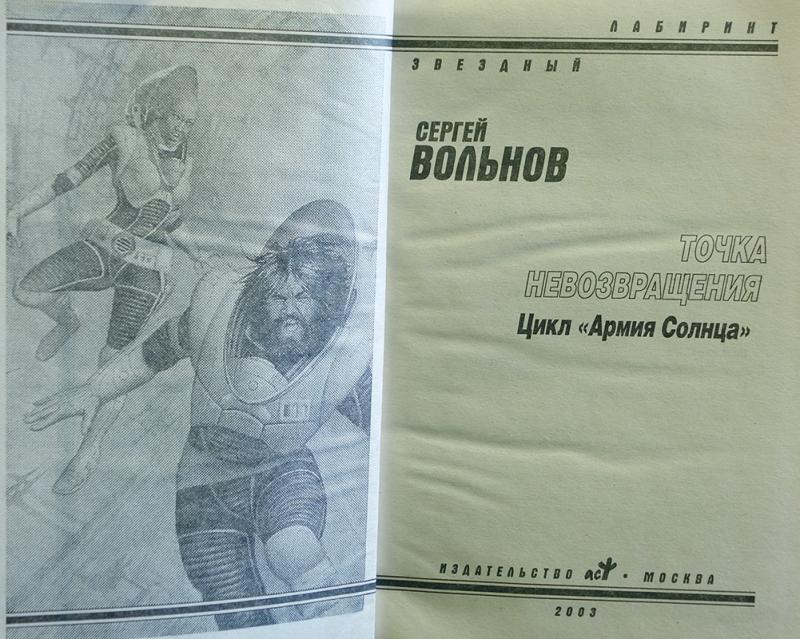 ЛАБИРИНТ
ЗВЕЗДНЫЙ
СЕРГЕЙ
ВОЛЬНОВ
ТОЧКА
НЕВОЗВРАЩЕНИЯ
Цикл «Армия Солнца»
ИЗДАТЕЛЬСТВО аст • МОСКВА
2003